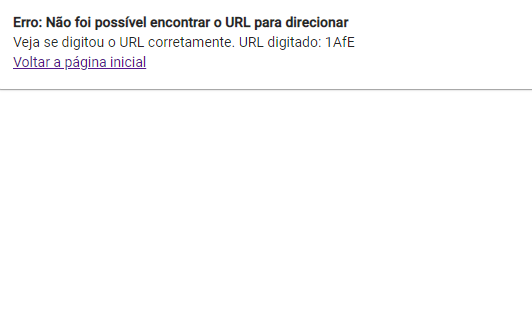 Erro: Não foi possível encontrar o URL para direcionar
Veja se digitou o URL corretamente. URL digitado: 1AfE
Voltar a página inicial